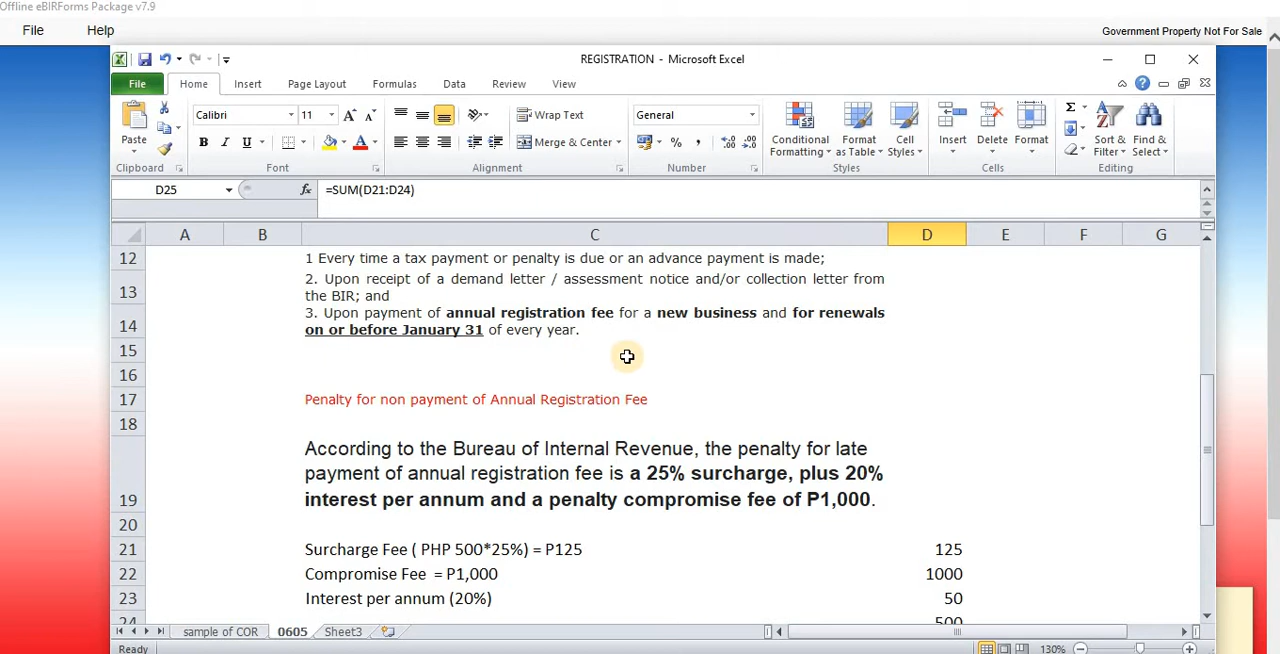 Offline eBIRForms Package v7.9
File Help
Government Property Not For Sale
REGISTRATION - Microsoft Excel
File Home Insert Page Layout Formulas Data Review View
Paste
Calibri 11
B I U
Wrap Text
Merge & Center
General
Conditional Formatting
Format as Table
Cell Styles
Insert Delete Format
Sort & Filter
Find & Select
Clipboard Font Alignment Number Styles Cells Editing
D25 fx =SUM(D21:D24)
A B C D E F G
12 1 Every time a tax payment or penalty is due or an advance payment is made;
2. Upon receipt of a demand letter / assessment notice and/or collection letter from
13 the BIR; and
3. Upon payment of annual registration fee for a new business and for renewals
14 on or before January 31 of every year.
15
16
17 Penalty for non payment of Annual Registration Fee
18
According to the Bureau of Internal Revenue, the penalty for late
payment of annual registration fee is a 25% surcharge, plus 20%
19 interest per annum and a penalty compromise fee of P1,000.
20
21 Surcharge Fee ( PHP 500*25%) = P125 125
22 Compromise Fee = P1,000 1000
23 Interest per annum (20%) 50
24 500
sample of COR 0605 Sheet3
Ready 130%